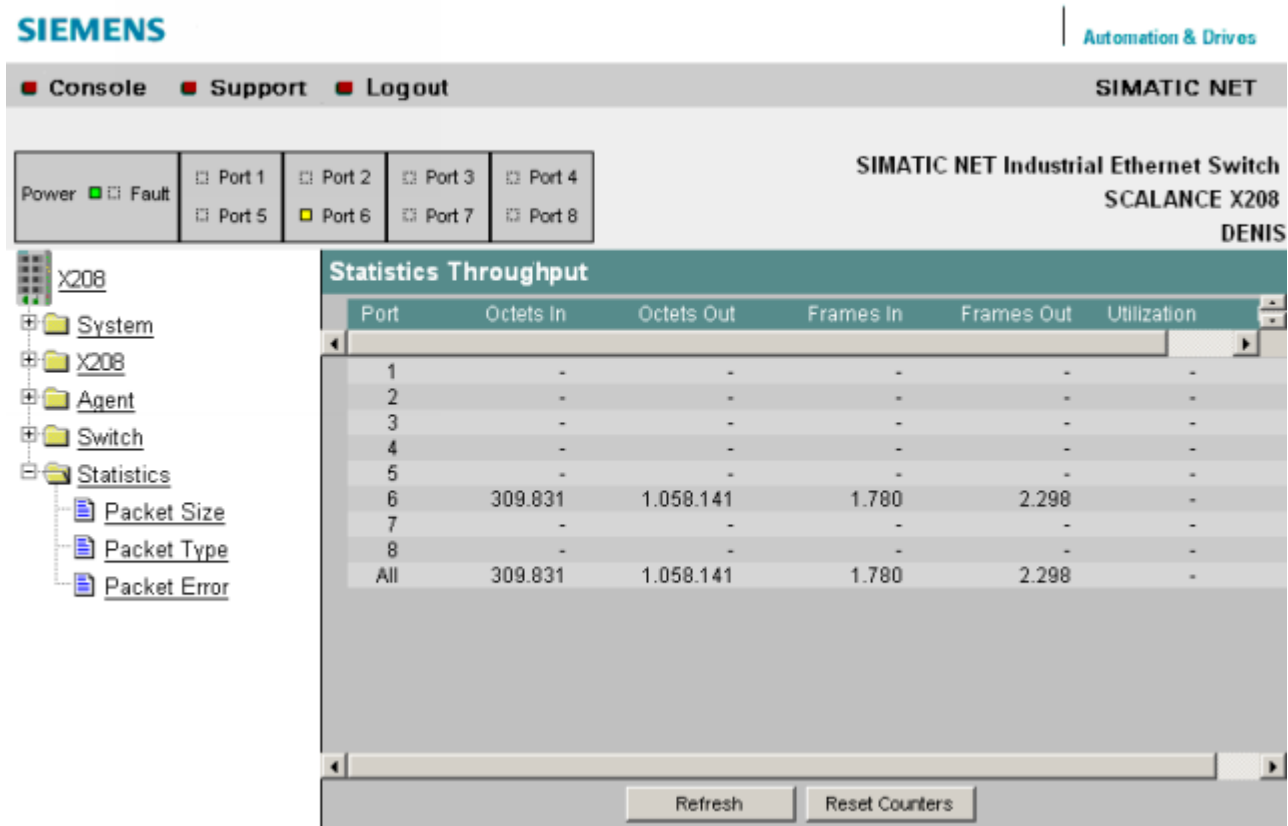 SIEMENS
Automation & Drives
Console Support Logout SIMATIC NET
Power Fault Port 1 Port 2 Port 3 Port 4
Port 5 Port 6 Port 7 Port 8
SIMATIC NET Industrial Ethernet Switch
SCALANCE X208
DENIS
X208
System
X208
Agent
Switch
Statistics
Packet Size
Packet Type
Packet Error
Statistics Throughput
Port Octets In Octets Out Frames In Frames Out Utilization
1 - - - - -
2 - - - - -
3 - - - - -
4 - - - - -
5 - - - - -
6 309.831 1.058.141 1.780 2.298 -
7 - - - - -
8 - - - - -
All 309.831 1.058.141 1.780 2.298 -
Refresh Reset Counters